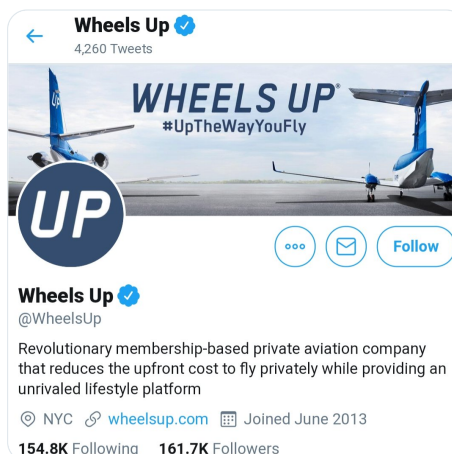 Wheels Up
4,260 Tweets
WHEELS UP®
#UpTheWayYouFly
UP
UP
Follow
Wheels Up
@WheelsUp
Revolutionary membership-based private aviation company
that reduces the upfront cost to fly privately while providing an
unrivaled lifestyle platform
NYC wheelsup.com Joined June 2013
154.8K Following 161.7K Followers